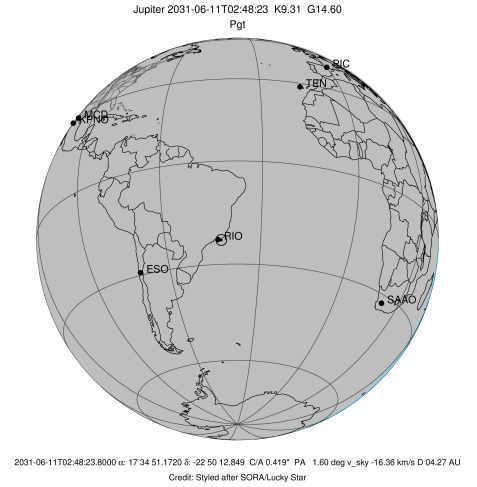 Jupiter 2031-06-11T02:48:23 K9.31 G14.60
Pgt
PIC
TEN
MCD
KPNO
RIO
ESO
SAAO
2031-06-11T02:48:23.8000 α: 17 34 51.1720 δ: -22 50 12.849 C/A 0.419" PA 1.60 deg v_sky -16.36 km/s D 04.27 AU
Credit: Styled after SORA/Lucky Star